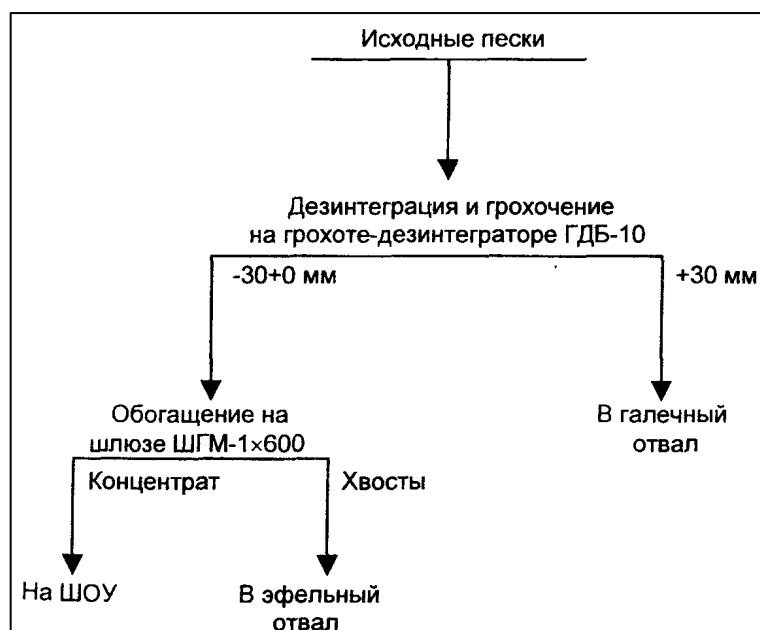 Исходные пески
Дезинтеграция и грохочение
на грохоте-дезинтеграторе ГДБ-10
-30+0 мм
+30 мм
Обогащение на
шлюзе ШГМ-1×600
В галечный
отвал
Концентрат
Хвосты
На ШОУ
В эфельный
отвал